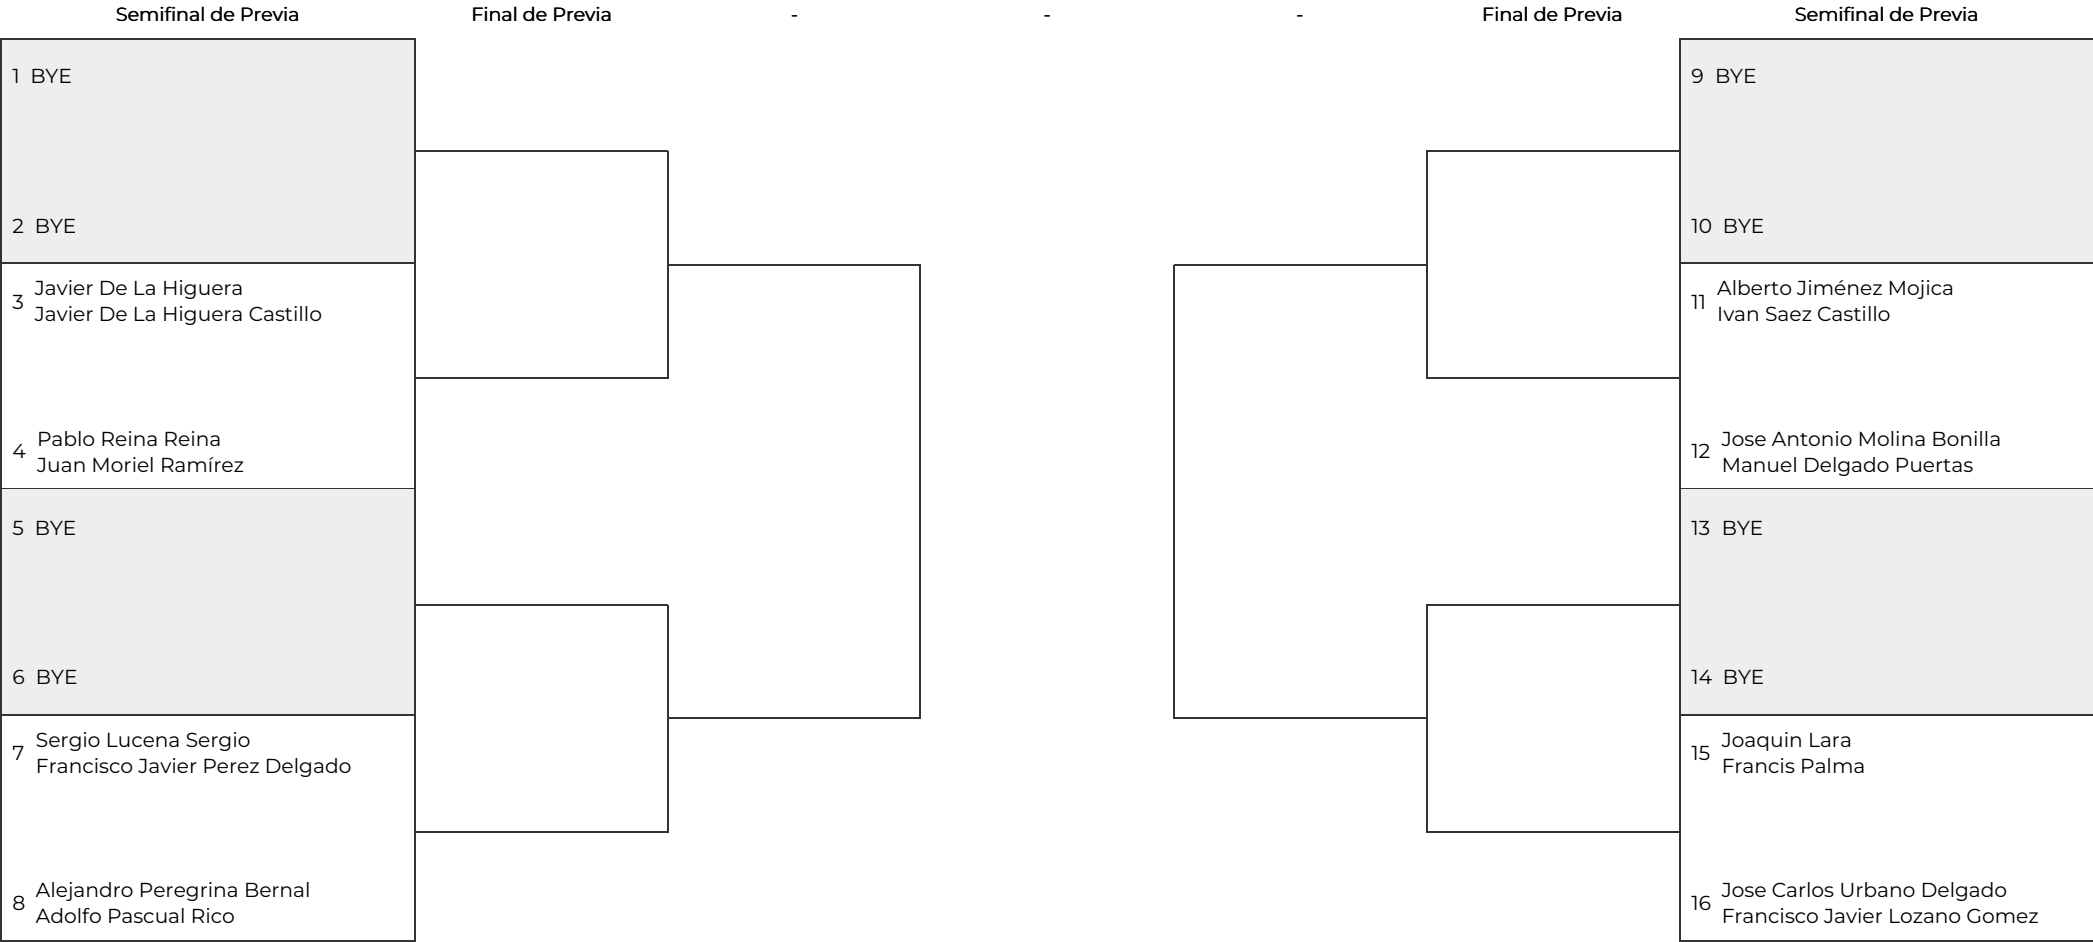 Semifinal de Previa
Final de Previa
-
-
-
Final de Previa
Semifinal de Previa
1 BYE
2 BYE
3 Javier De La Higuera
Javier De La Higuera Castillo
4 Pablo Reina Reina
Juan Moriel Ramírez
5 BYE
6 BYE
7 Sergio Lucena Sergio
Francisco Javier Perez Delgado
8 Alejandro Peregrina Bernal
Adolfo Pascual Rico
9 BYE
10 BYE
11 Alberto Jiménez Mojica
Ivan Saez Castillo
12 Jose Antonio Molina Bonilla
Manuel Delgado Puertas
13 BYE
14 BYE
15 Joaquin Lara
Francis Palma
16 Jose Carlos Urbano Delgado
Francisco Javier Lozano Gomez